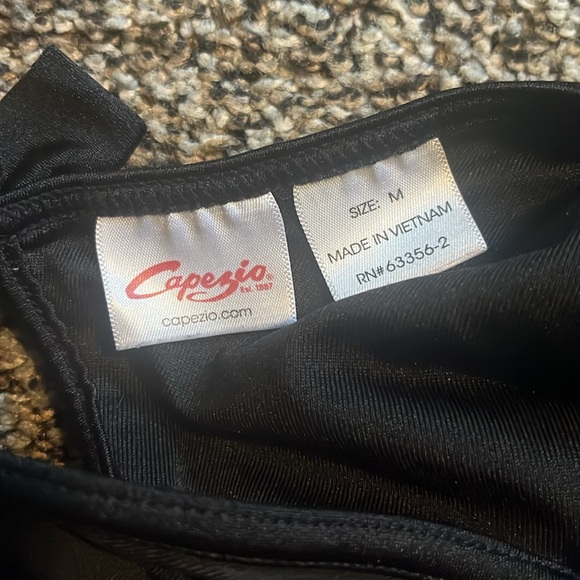 Capezio®
Est. 1887
capezio.com
SIZE: M
MADE IN VIETNAM
RN#63356-2